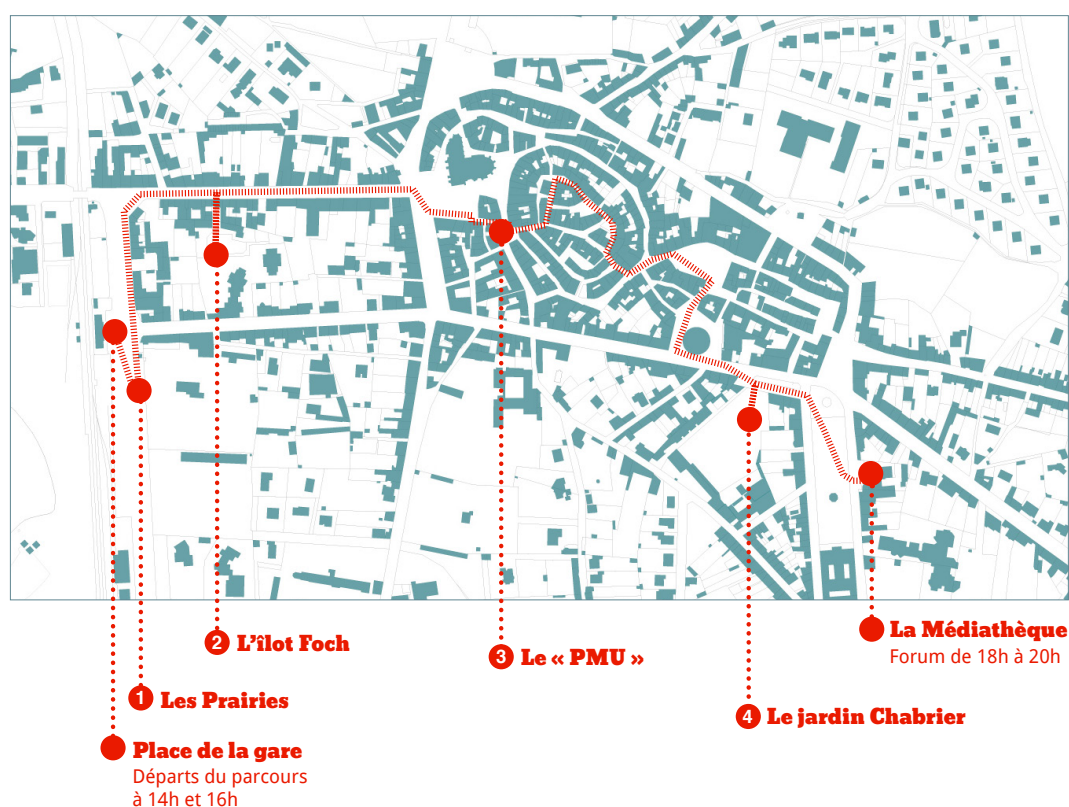 La Médiathèque
Forum de 18h à 20h
2 L’îlot Foch
3 Le « PMU »
1 Les Prairies
4 Le jardin Chabrier
Place de la gare
Départs du parcours
à 14h et 16h